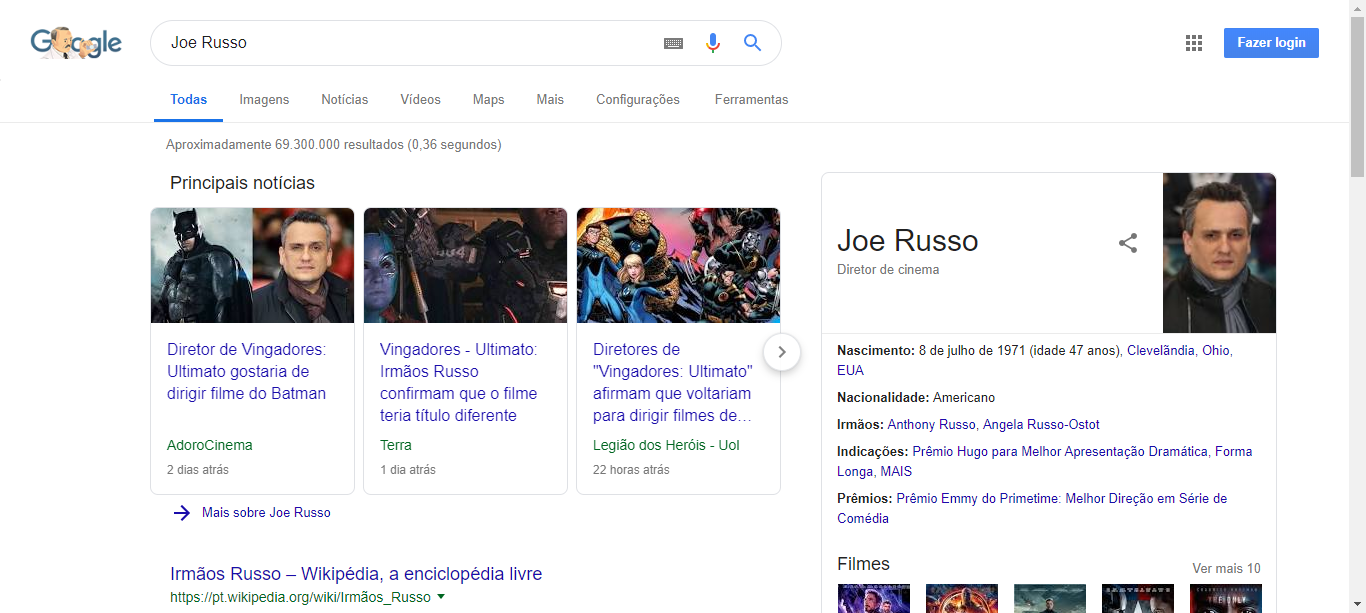 Google
Joe Russo
Fazer login
Todas
Imagens
Notícias
Vídeos
Maps
Mais
Configurações
Ferramentas
Aproximadamente 69.300.000 resultados (0,36 segundos)
Principais notícias
Diretor de Vingadores:
Ultimato gostaria de
dirigir filme do Batman
AdoroCinema
2 dias atrás
Vingadores - Ultimato:
Irmãos Russo
confirmam que o filme
teria título diferente
Terra
1 dia atrás
Diretores de
"Vingadores: Ultimato"
afirmam que voltariam
para dirigir filmes de…
Legião dos Heróis - Uol
22 horas atrás
Mais sobre Joe Russo
Irmãos Russo – Wikipédia, a enciclopédia livre
https://pt.wikipedia.org/wiki/Irmãos_Russo
Joe Russo
Diretor de cinema
Nascimento: 8 de julho de 1971 (idade 47 anos), Clevelândia, Ohio,
EUA
Nacionalidade: Americano
Irmãos: Anthony Russo, Angela Russo-Ostot
Indicações: Prêmio Hugo para Melhor Apresentação Dramática, Forma
Longa, MAIS
Prêmios: Prêmio Emmy do Primetime: Melhor Direção em Série de
Comédia
Filmes
Ver mais 10